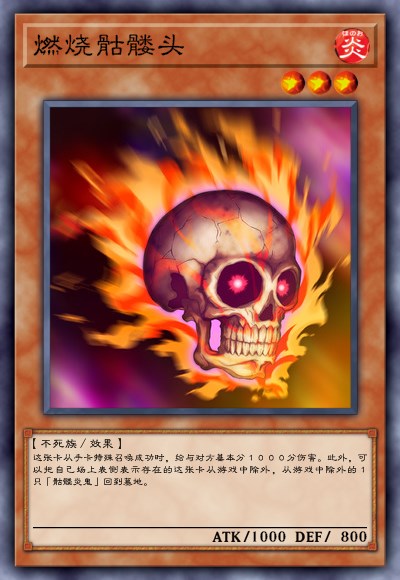 燃烧骷髅头
ほのお
炎
【不死族／效果】
这张卡从手卡特殊召唤成功时，给与对方基本分１０００分伤害。此外，可
以把自己场上表侧表示存在的这张卡从游戏中除外，从游戏中除外的１
只「骷髅炎鬼」回到墓地。
ATK/1000 DEF/ 800